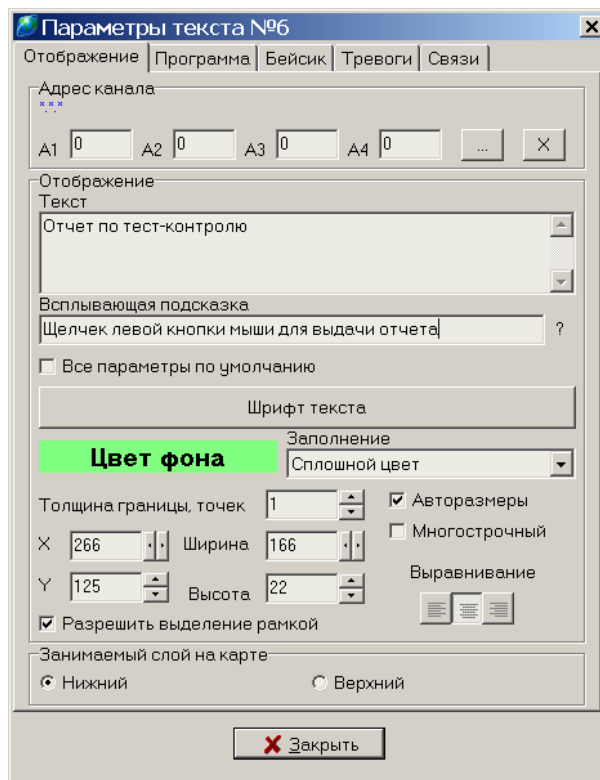 Параметры текста №6
Отображение Программа Бейсик Тревоги Связи
Адрес канала
*.*.*
A1 0 A2 0 A3 0 A4 0 ... X
Отображение
Текст
Отчет по тест-контролю
Всплывающая подсказка
Щелчек левой кнопки мыши для выдачи отчета ?
Все параметры по умолчанию
Шрифт текста
Цвет фона
Заполнение
Сплошной цвет
Толщина границы, точек 1 Авторазмеры
Многострочный
X 266 Ширина 166
Выравнивание
Y 125 Высота 22
Разрешить выделение рамкой
Занимаемый слой на карте
Нижний Верхний
Закрыть